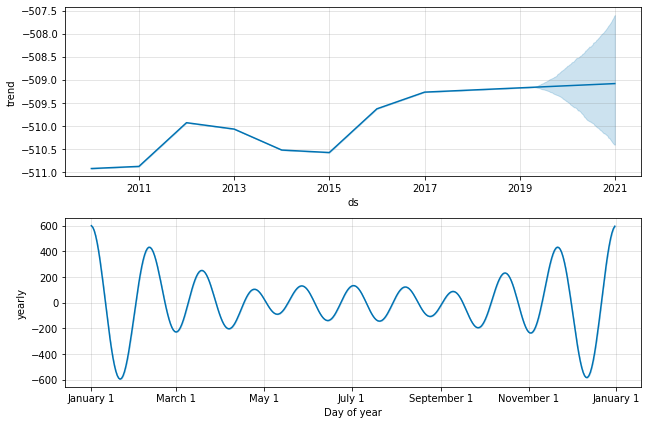 −507.5
−508.0
−508.5
−509.0
−509.5
−510.0
−510.5
−511.0
trend
2011 2013 2015 2017 2019 2021
ds
600
400
200
0
−200
−400
−600
yearly
January 1 March 1 May 1 July 1 September 1 November 1 January 1
Day of year